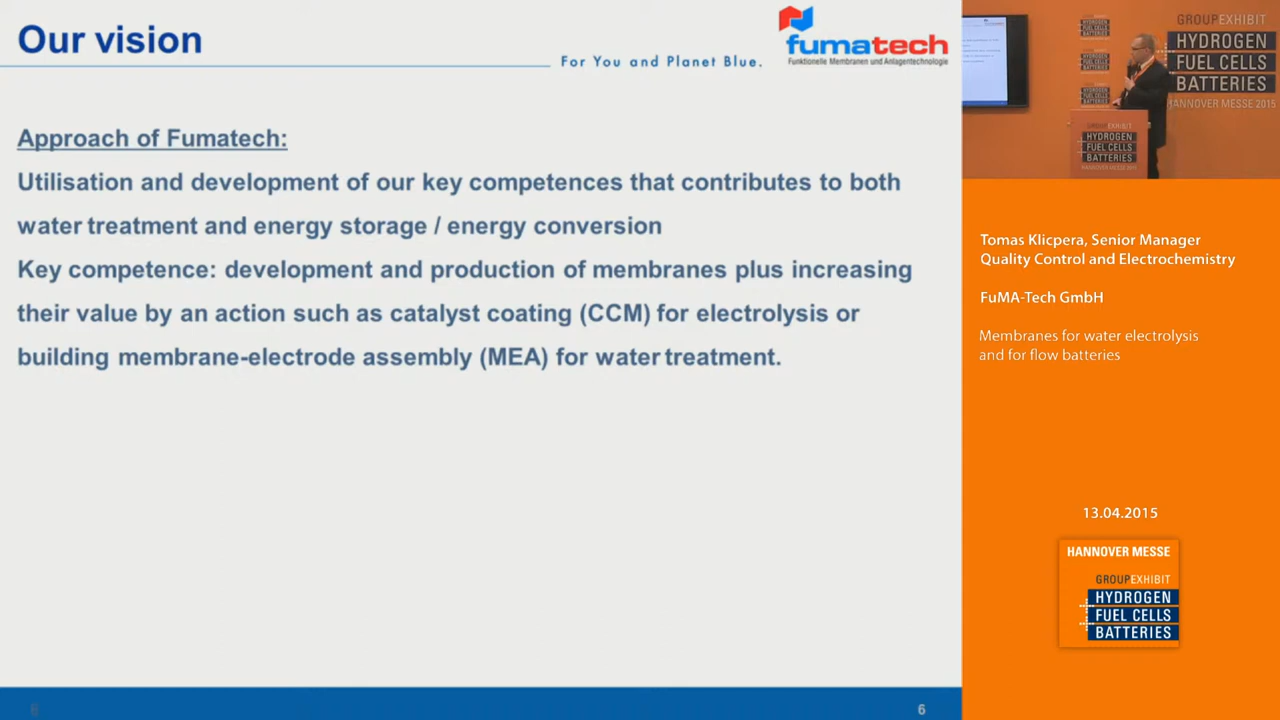 Our vision
For You and Planet Blue.
fumatech
Funktionelle Membranen und Anlagentechnologie
Approach of Fumatech:
Utilisation and development of our key competences that contributes to both
water treatment and energy storage / energy conversion
Key competence: development and production of membranes plus increasing
their value by an action such as catalyst coating (CCM) for electrolysis or
building membrane-electrode assembly (MEA) for water treatment.
6
GROUPEXHIBIT
HYDROGEN
FUEL CELLS
BATTERIES
HANNOVER MESSE 2015
GROUPEXHIBIT
HYDROGEN
FUEL CELLS
BATTERIES
HANNOVER MESSE 2015
Tomas Klicpera, Senior Manager
Quality Control and Electrochemistry
FuMA-Tech GmbH
Membranes for water electrolysis
and for flow batteries
13.04.2015
HANNOVER MESSE
GROUPEXHIBIT
HYDROGEN
FUEL CELLS
BATTERIES